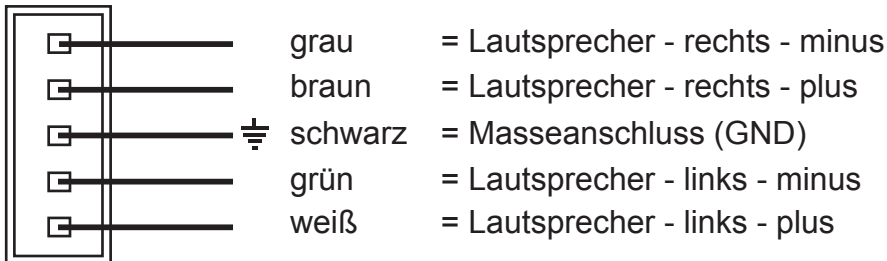 grau = Lautsprecher - rechts - minus
braun = Lautsprecher - rechts - plus
schwarz = Masseanschluss (GND)
grün = Lautsprecher - links - minus
weiß = Lautsprecher - links - plus